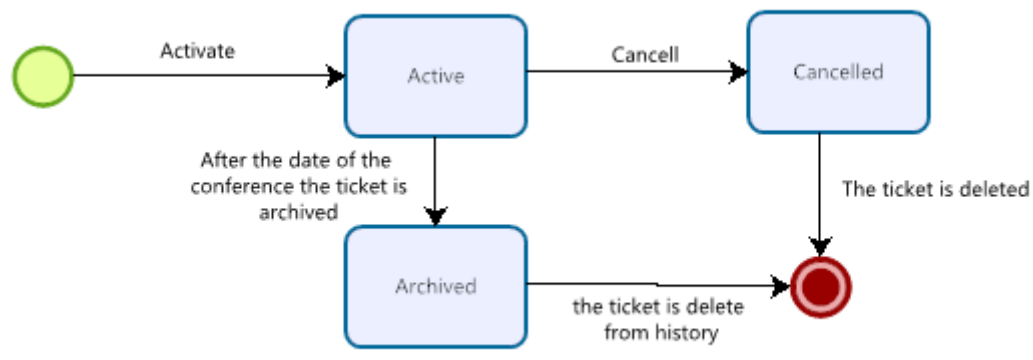 Activate
Active
Cancell
Cancelled
After the date of the
conference the ticket is
archived
The ticket is deleted
Archived
the ticket is delete
from history